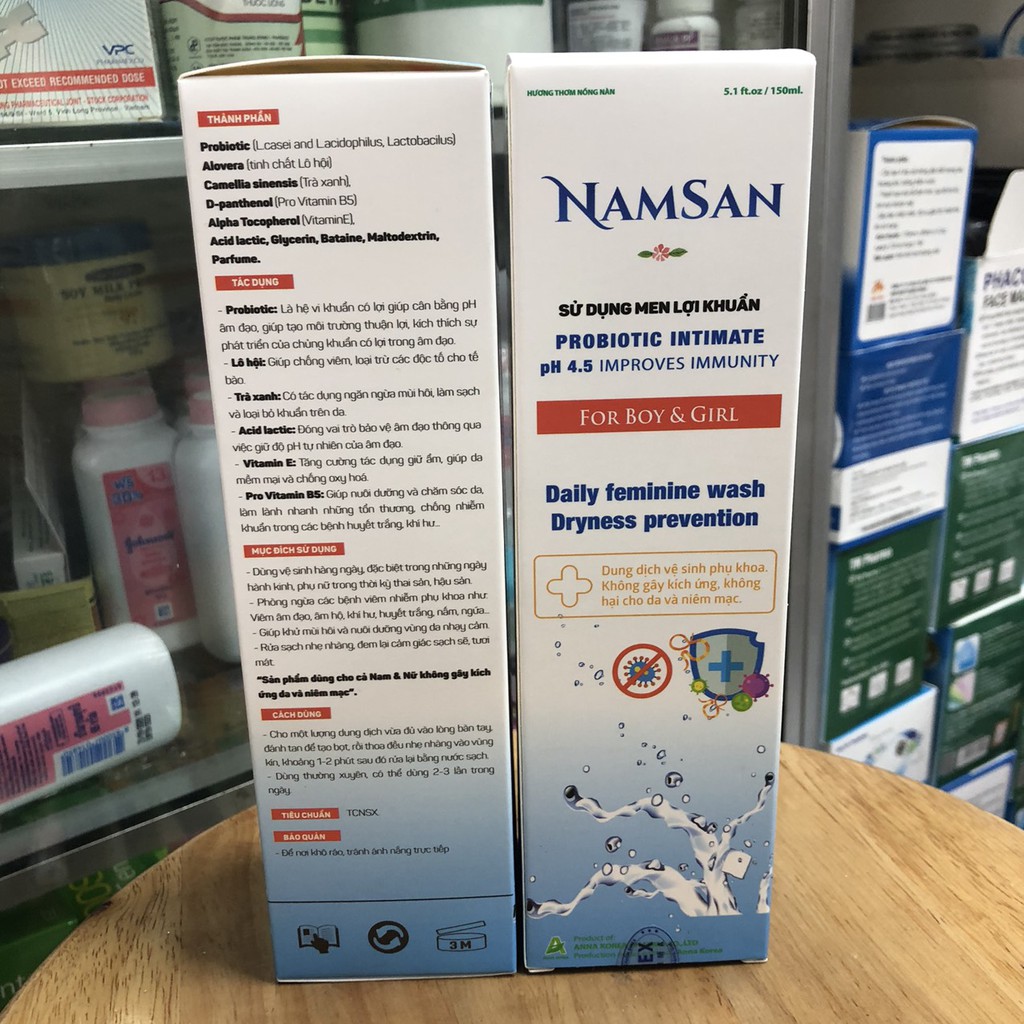 VPC
OT EXCEED RECOMMENDED DOSE
THÀNH PHẦN
Probiotic (L.casei and L.acidophilus, Lactobacilus)
Alovera (tinh chất Lô hội)
Camellia sinensis (Trà xanh),
D-panthenol (Pro Vitamin B5)
Alpha Tocopherol (VitaminE),
Acid lactic, Glycerin, Bataine, Maltodextrin,
Parfume.
TÁC DỤNG
- Probiotic: Là hệ vi khuẩn có lợi giúp cân bằng pH
âm đạo, giúp tạo môi trường thuận lợi, kích thích sự
phát triển của chủng khuẩn có lợi trong âm đạo.
- Lô hội: Giúp chống viêm, loại trừ các độc tố cho tế
bào.
- Trà xanh: Có tác dụng ngăn ngừa mùi hôi, làm sạch
và loại bỏ khuẩn trên da.
- Acid lactic: Đóng vai trò bảo vệ âm đạo thông qua
việc giữ độ pH tự nhiên của âm đạo.
- Vitamin E: Tăng cường tác dụng giữ ẩm, giúp da
mềm mại và chống oxy hoá.
- Pro Vitamin B5: Giúp nuôi dưỡng và chăm sóc da,
làm lành nhanh những tổn thương, chống nhiễm
khuẩn trong các bệnh huyết trắng, khí hư...
MỤC ĐÍCH SỬ DỤNG
- Dùng vệ sinh hàng ngày, đặc biệt trong những ngày
hành kinh, phụ nữ trong thời kỳ thai sản, hậu sản.
- Phòng ngừa các bệnh viêm nhiễm phụ khoa như:
Viêm âm đạo, âm hộ, khí hư, huyết trắng, nấm, ngứa...
- Giúp khử mùi hôi và nuôi dưỡng vùng da nhạy cảm.
- Rửa sạch nhẹ nhàng, đem lại cảm giác sạch sẽ, tươi
mát.
“Sản phẩm dùng cho cả Nam & Nữ không gây kích
ứng da và niêm mạc”.
CÁCH DÙNG
- Cho một lượng dung dịch vừa đủ vào lòng bàn tay,
đánh tan để tạo bọt, rồi thoa đều nhẹ nhàng vào vùng
kín, khoảng 1-2 phút sau đó rửa lại bằng nước sạch.
- Dùng thường xuyên, có thể dùng 2-3 lần trong
ngày.
TIÊU CHUẨN TCNSX.
BẢO QUẢN
- Để nơi khô ráo, tránh ánh nắng trực tiếp
3M
HƯƠNG THƠM NỒNG NÀN 5.1 ft.oz / 150ml.
NAMSAN
SỬ DỤNG MEN LỢI KHUẨN
PROBIOTIC INTIMATE
pH 4.5 IMPROVES IMMUNITY
FOR BOY & GIRL
Daily feminine wash
Dryness prevention
Dung dịch vệ sinh phụ khoa.
Không gây kích ứng, không
hại cho da và niêm mạc.
Product of
ANNA KOREA CO.,LTD
EX
Johnson's
SOY MILK
PHACO
FACE MA